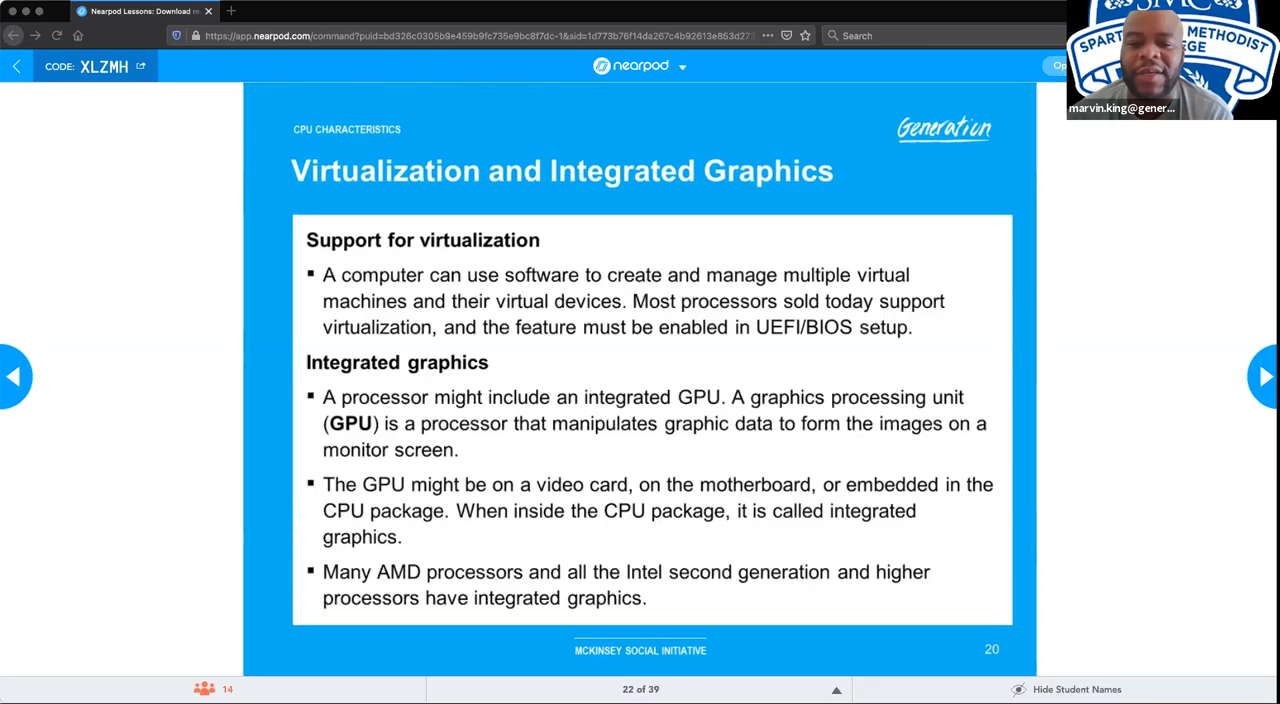 Nearpod Lessons: Download re
https://app.nearpod.com/command?puid=bd326c0305b9e459b9fc735e9bc8f7dc-1&sid=1d773b76f14da267c4b92613e853d273
Search
CODE: XLZMH
nearpod
Op
SMC
SPART METHODIST
EGE
marvin.king@gener...
CPU CHARACTERISTICS
Generation
Virtualization and Integrated Graphics
Support for virtualization
▪ A computer can use software to create and manage multiple virtual
machines and their virtual devices. Most processors sold today support
virtualization, and the feature must be enabled in UEFI/BIOS setup.
Integrated graphics
▪ A processor might include an integrated GPU. A graphics processing unit
(GPU) is a processor that manipulates graphic data to form the images on a
monitor screen.
▪ The GPU might be on a video card, on the motherboard, or embedded in the
CPU package. When inside the CPU package, it is called integrated
graphics.
▪ Many AMD processors and all the Intel second generation and higher
processors have integrated graphics.
MCKINSEY SOCIAL INITIATIVE
20
14
22 of 39
Hide Student Names